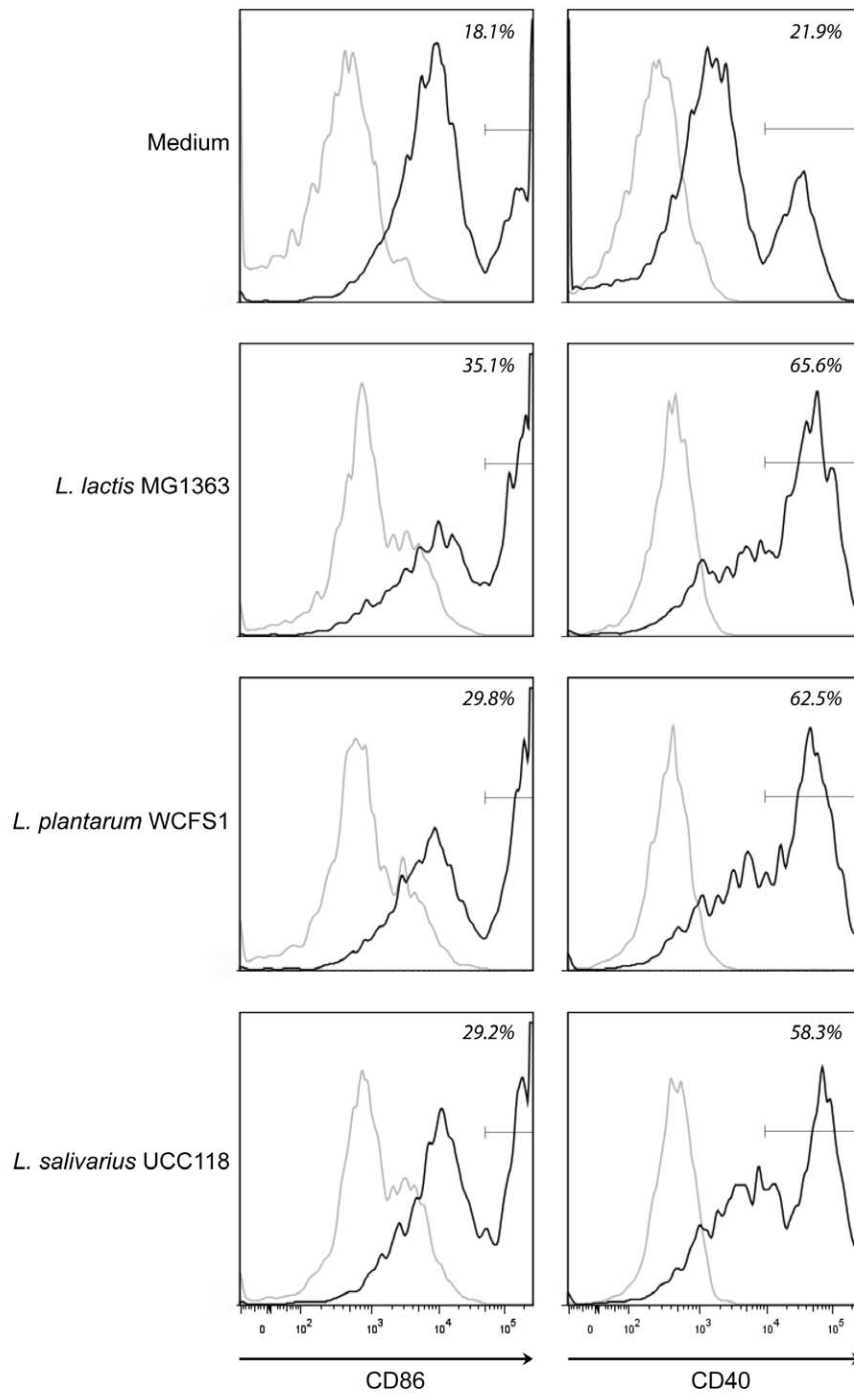 18.1% 21.9%
Medium
35.1% 65.6%
L. lactis MG1363
29.8% 62.5%
L. plantarum WCFS1
29.2% 58.3%
L. salivarius UCC118
0 10² 10³ 10⁴ 10⁵ 0 10² 10³ 10⁴ 10⁵
CD86 CD40